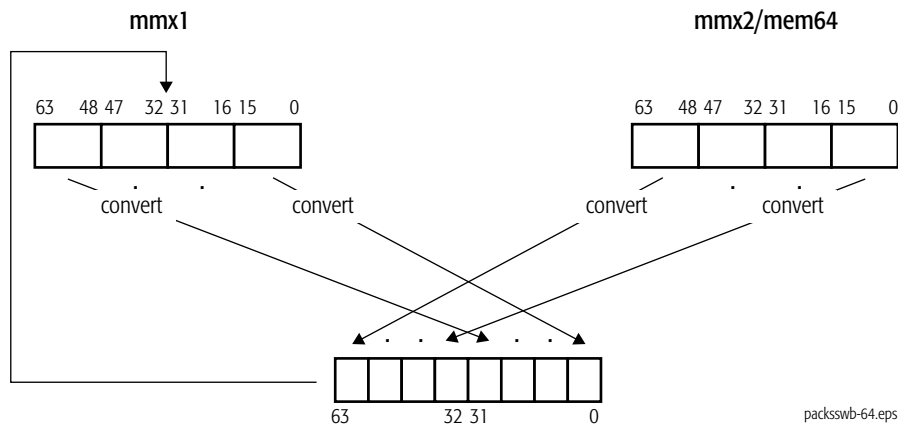 mmx1 mmx2/mem64
63 48 47 32 31 16 15 0 63 48 47 32 31 16 15 0
convert convert convert convert
63 32 31 0
packsswb-64.eps